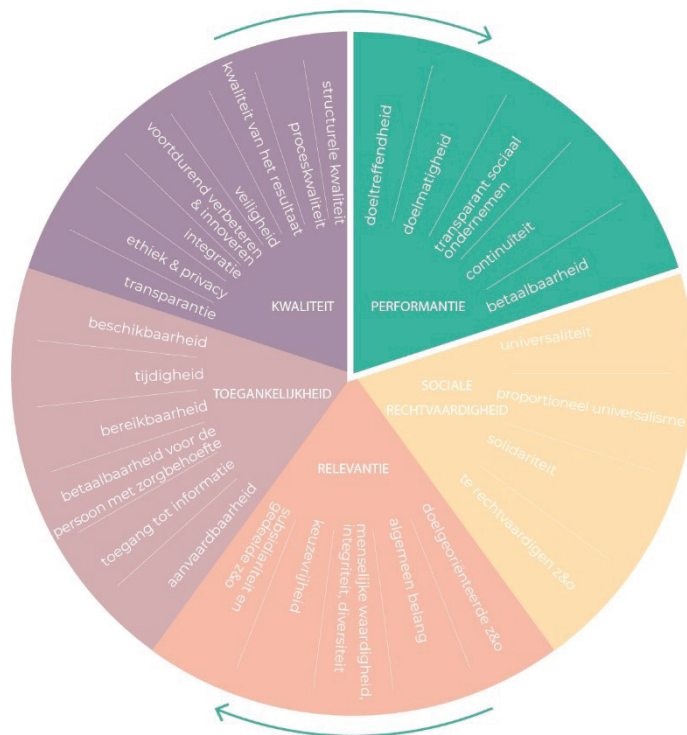 structurele kwaliteit
proceskwaliteit
kwaliteit van het resultaat
veiligheid
voortdurend verbeteren
& innoveren
integratie
ethiek & privacy
transparantie
KWALITEIT
doeltreffendheid
doelmatigheid
transparant sociaal
ondernemen
continuïteit
betaalbaarheid
PERFORMANTIE
universaliteit
proportioneel universalisme
solidariteit
te rechtvaardigen z&o
SOCIALE
RECHTVAARDIGHEID
doelgeoriënteerde z&o
algemeen belang
menselijke waardigheid,
integriteit, diversiteit
keuzevrijheid
subsidiariteit en
gedeelde z&o
RELEVANTIE
beschikbaarheid
tijdigheid
bereikbaarheid
betaalbaarheid voor de
persoon met zorgbehoefte
toegang tot informatie
aanvaardbaarheid
TOEGANKELIJKHEID